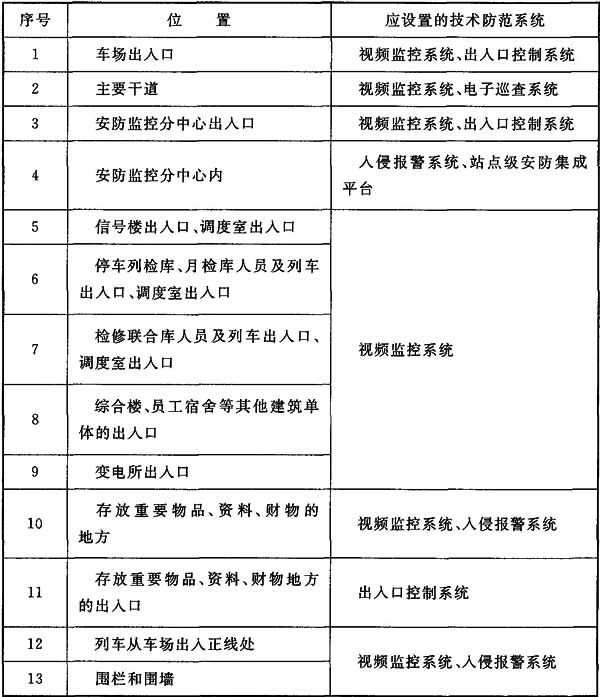 序号 位 置 应设置的技术防范系统
1 车场出入口 视频监控系统、出入口控制系统
2 主要干道 视频监控系统、电子巡查系统
3 安防监控分中心出入口 视频监控系统、出入口控制系统
4 安防监控分中心内 入侵报警系统、站点级安防集成
平台
5 信号楼出入口、调度室出入口
6 停车列检库、月检库人员及列车
出入口、调度室出入口
7 检修联合库人员及列车出入口、
调度室出入口
视频监控系统
8 综合楼、员工宿舍等其他建筑单
体的出入口
9 变电所出入口
10 存放重要物品、资料、财物的
地方
视频监控系统、入侵报警系统
11 存放重要物品、资料、财物地方
的出入口
出入口控制系统
12 列车从车场出入正线处
视频监控系统、入侵报警系统
13 围栏和围墙